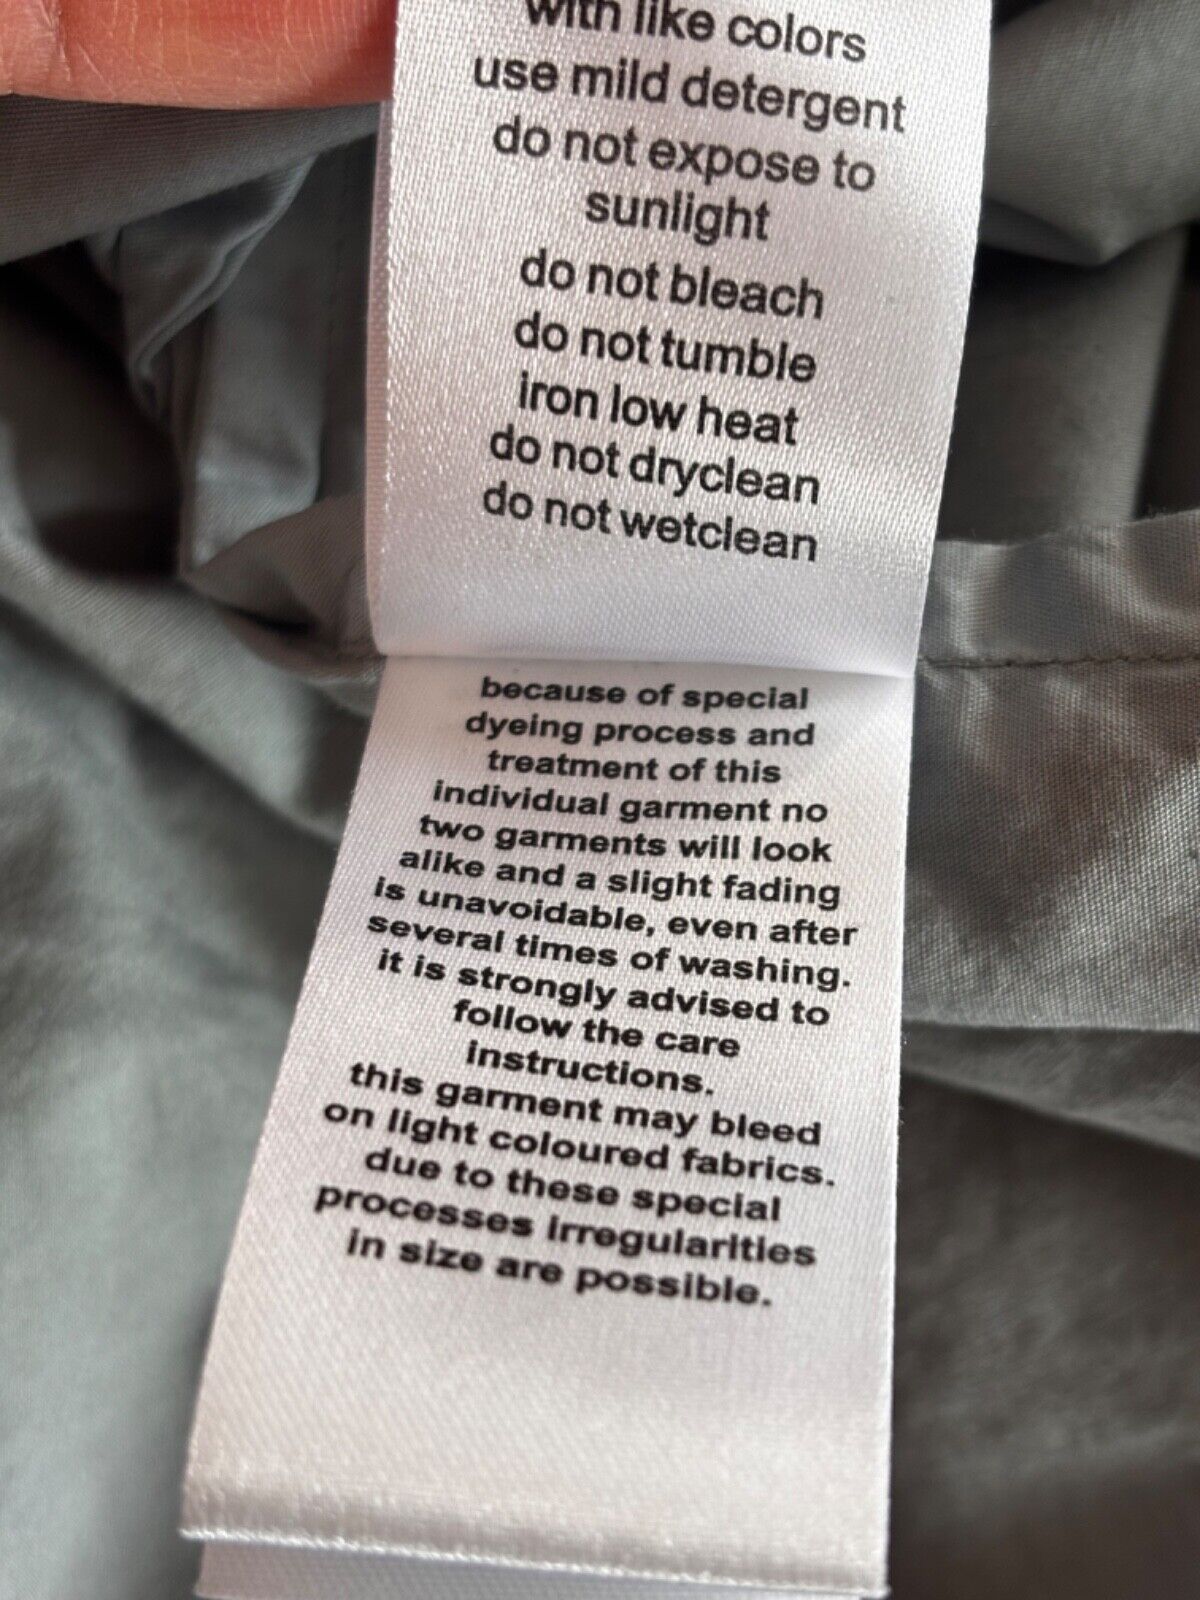 with like colors
use mild detergent
do not expose to
sunlight
do not bleach
do not tumble
iron low heat
do not dryclean
do not wetclean
because of special
dyeing process and
treatment of this
individual garment no
two garments will look
alike and a slight fading
is unavoidable, even after
several times of washing.
it is strongly advised to
follow the care
instructions.
this garment may bleed
on light coloured fabrics.
due to these special
processes irregularities
in size are possible.